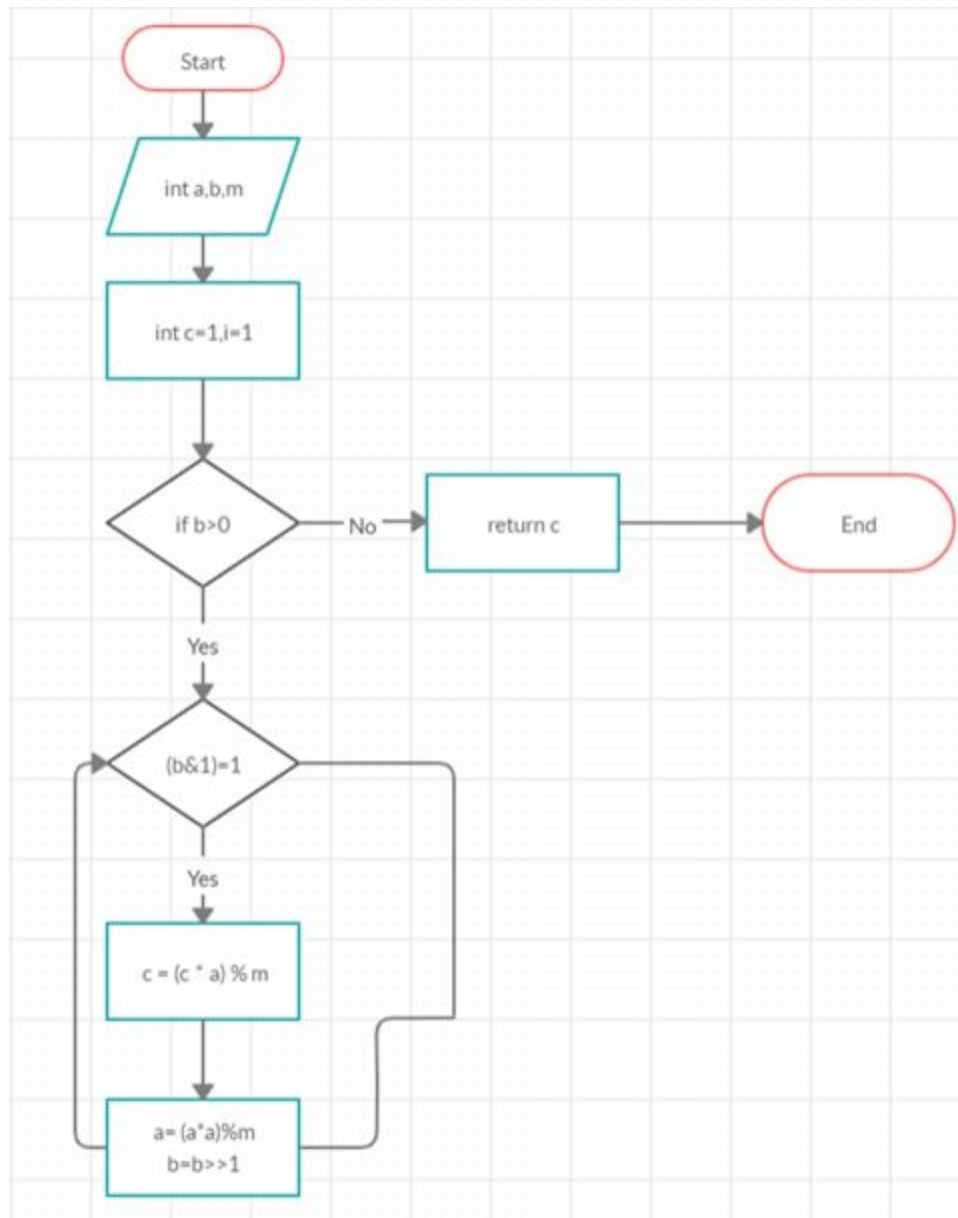 Start
int a,b,m
int c=1,i=1
if b>0
No
return c
End
Yes
(b&1)=1
Yes
c = (c * a) % m
a= (a*a)%m
b=b>>1